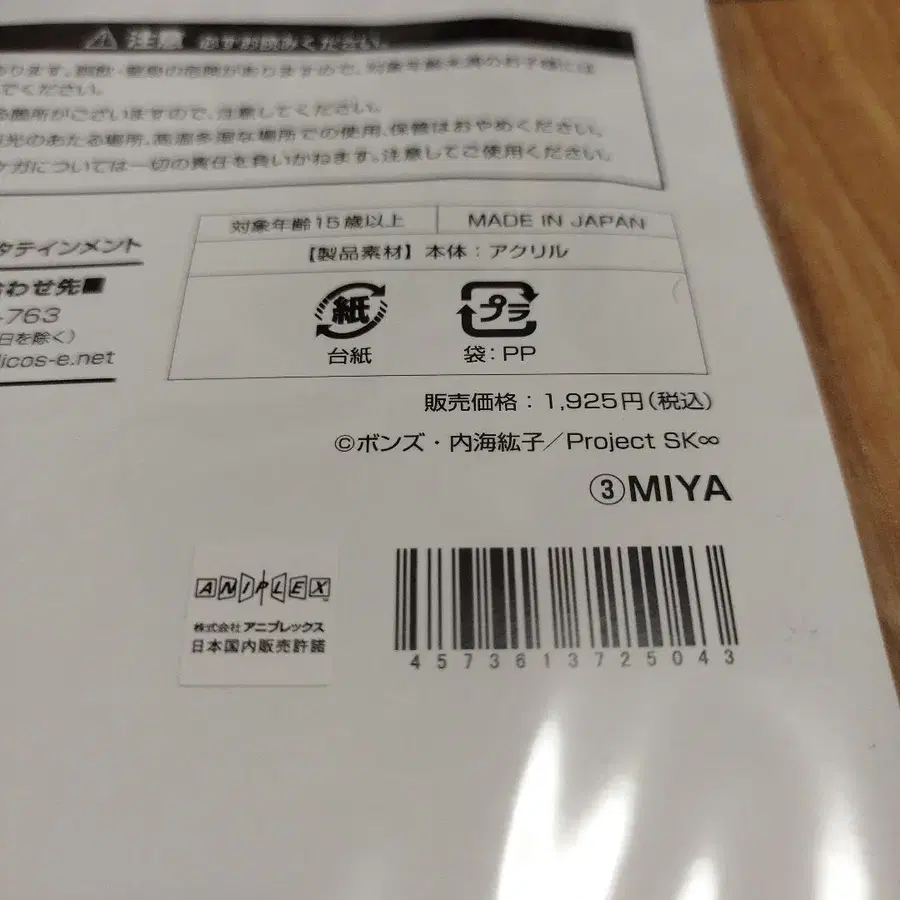 ⚠注意 必ずお読みください。
あります。誤飲・窒息の危険がありますので、対象年齢未満のお子様には
でください。
る箇所がございますので、注意してください。
光のあたる場所、高温多湿な場所での使用、保管はおやめください。
ケガについては一切の責任を負いかねます。注意してご使用ください。
タテインメント
合わせ先■
-763
日を除く)
dicos-e.net
対象年齢15歳以上
MADE IN JAPAN
【製品素材】本体：アクリル
紙
台紙
プラ
袋：PP
販売価格：1,925円(税込)
©ボンズ・内海紘子／Project SK∞
③MIYA
ANIPLEX
株式会社アニプレックス
日本国内販売許諾
4573613725043